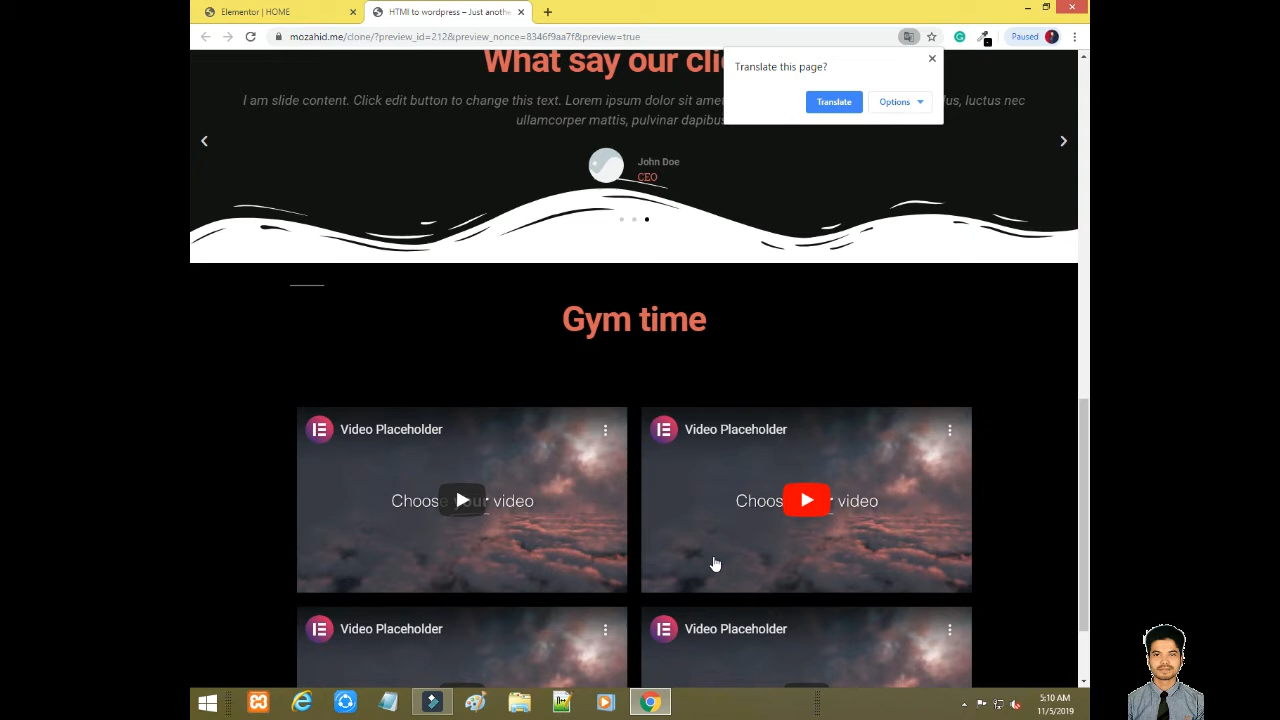 Elementor | HOME
HTMl to wordpress – Just anothe
mozahid.me/clone/?preview_id=212&preview_nonce=8346f9aa7f&preview=true
Paused
Translate this page?
Translate
Options
What say our cli
I am slide content. Click edit button to change this text. Lorem ipsum dolor sit amet
us, luctus nec
ullamcorper mattis, pulvinar dapibus
John Doe
CEO
Gym time
Video Placeholder
Video Placeholder
Choose your video
Choos video
Video Placeholder
Video Placeholder
5:10 AM
11/5/2019